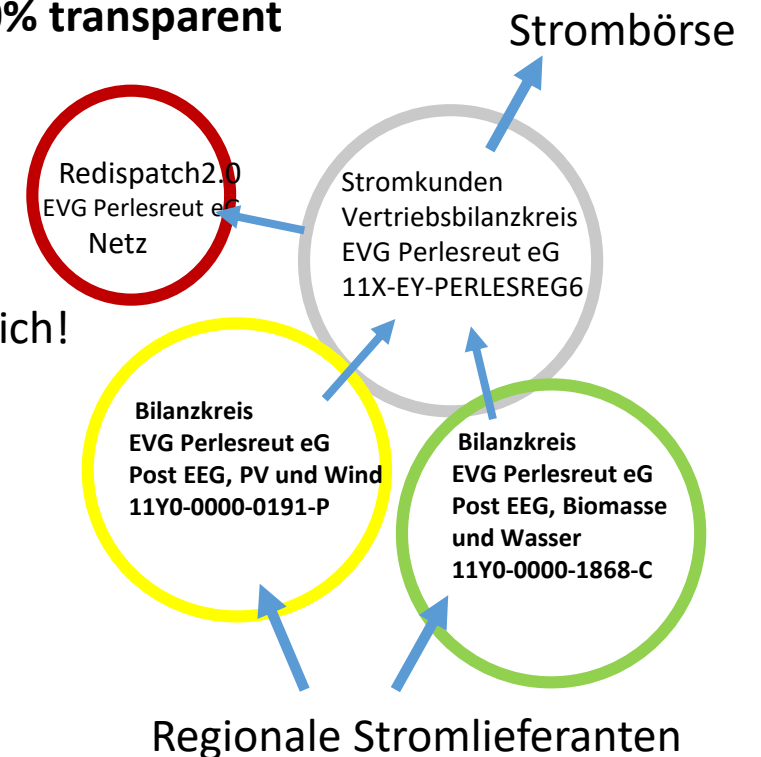 0% transparent
Strombörse
Redispatch2.0
EVG Perlesreut eG
Netz
Stromkunden
Vertriebsbilanzkreis
EVG Perlesreut eG
11X-EY-PERLESREG6
ich!
Bilanzkreis
EVG Perlesreut eG
Post EEG, PV und Wind
11Y0-0000-0191-P
Bilanzkreis
EVG Perlesreut eG
Post EEG, Biomasse
und Wasser
11Y0-0000-1868-C
Regionale Stromlieferanten